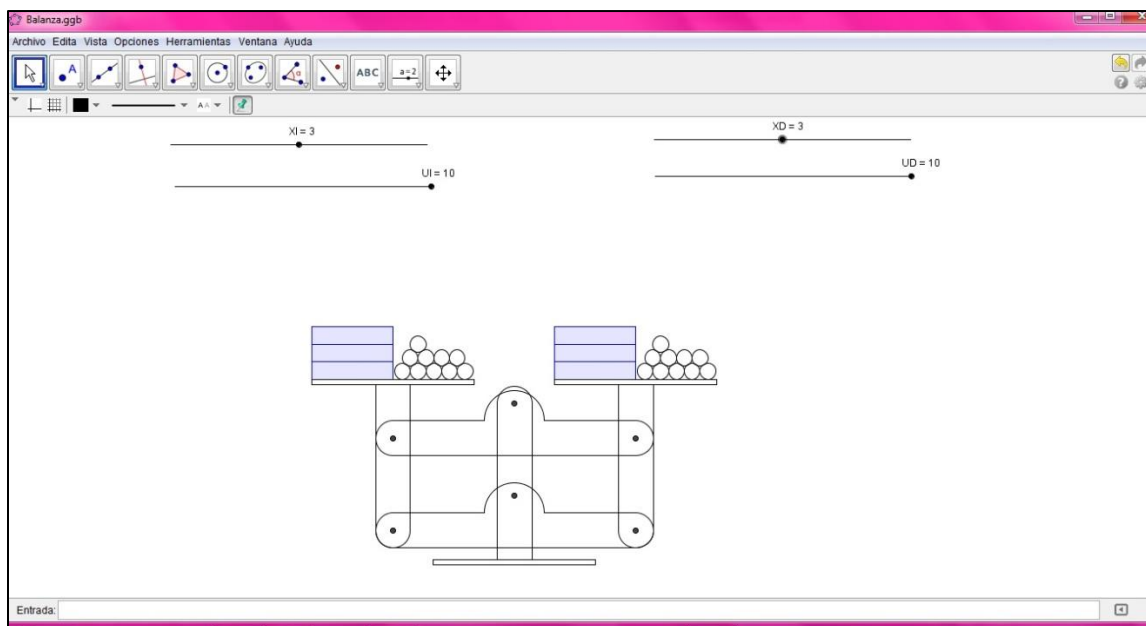 Balanza.ggb
Archivo Edita Vista Opciones Herramientas Ventana Ayuda
A
α
ABC
a=2
A A
XI = 3
XD = 3
UI = 10
UD = 10
Entrada: